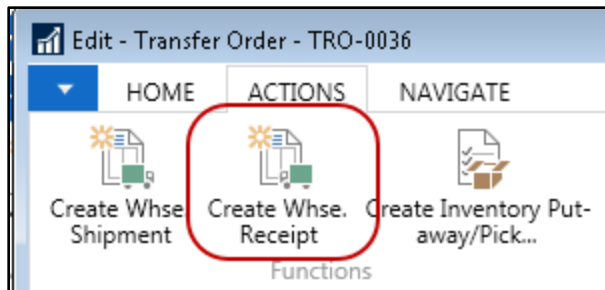 Edit - Transfer Order - TRO-0036
HOME ACTIONS NAVIGATE
Create Whse. Create Whse. Create Inventory Put-
Shipment Receipt away/Pick...
Functions